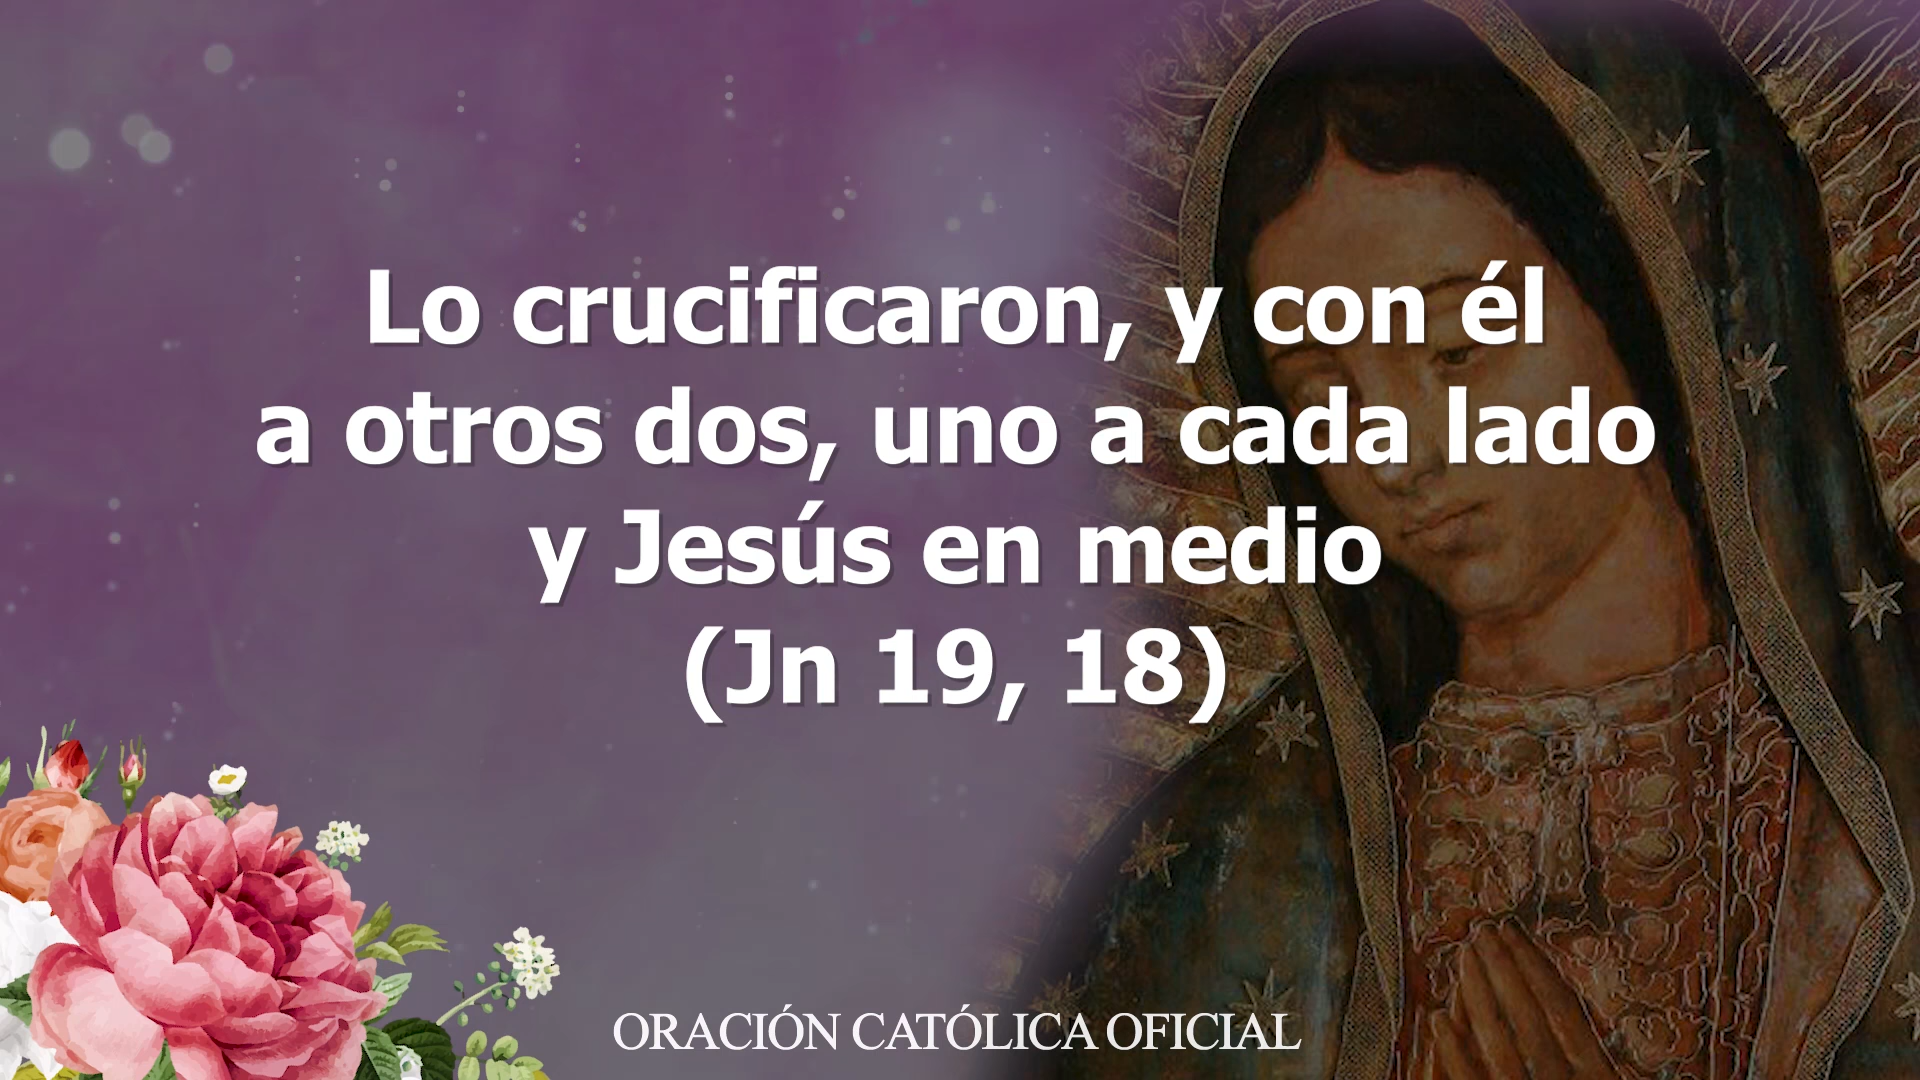 Lo crucificaron, y con él
a otros dos, uno a cada lado
y Jesús en medio
(Jn 19, 18)
ORACIÓN CATÓLICA OFICIAL